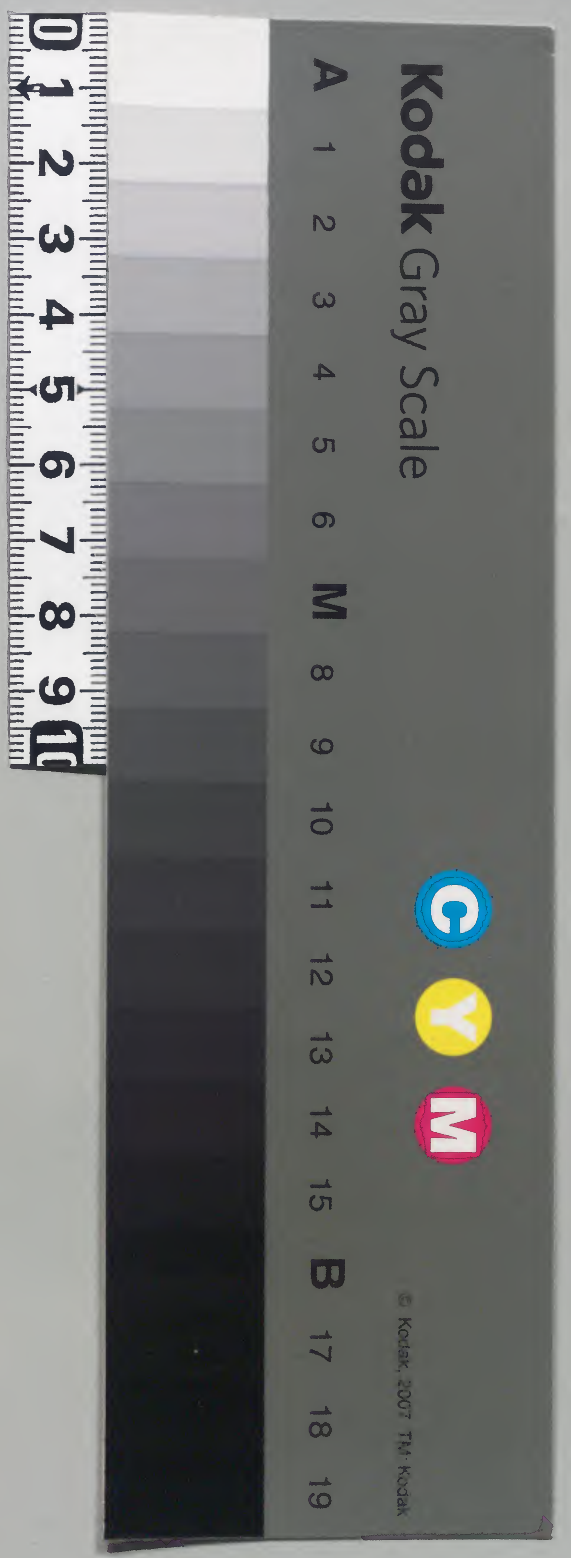 Kodak Gray Scale
C Y M
© Kodak, 2007 TM: Kodak
A 1 2 3 4 5 6 M 8 9 10 11 12 13 14 15 B 17 18 19
0 1 2 3 4 5 6 7 8 9 10